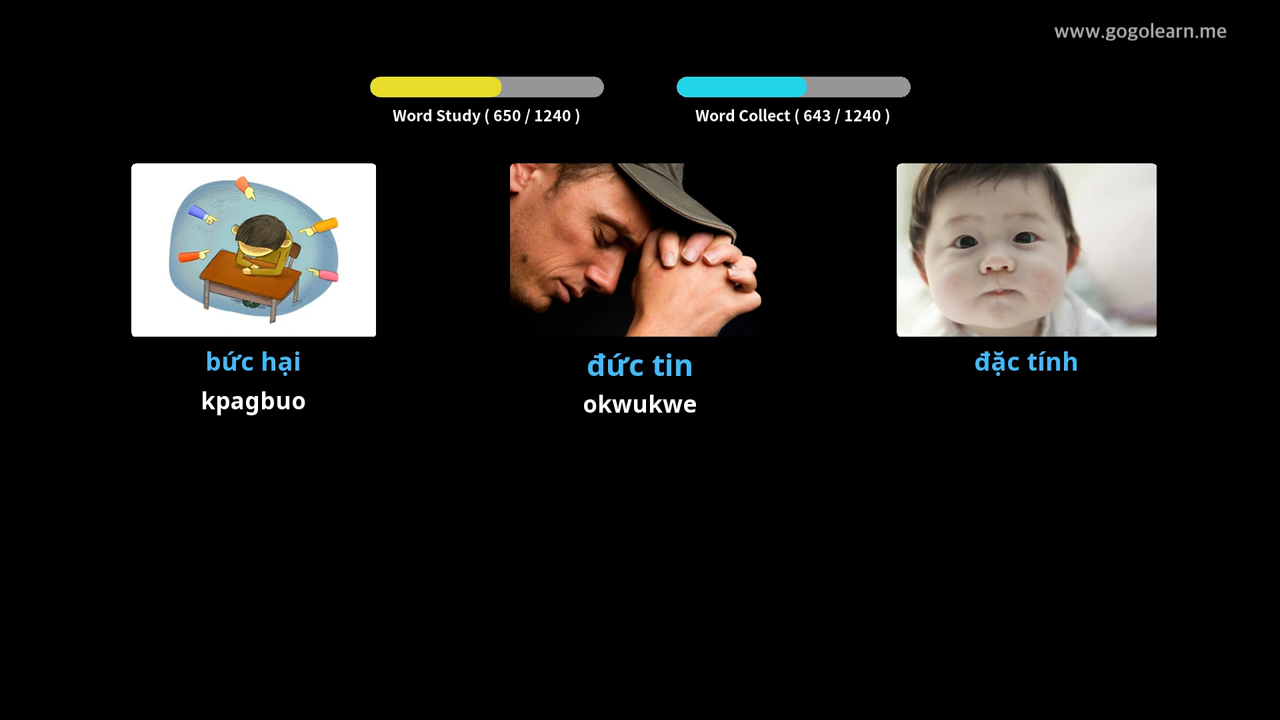 www.gogolearn.me
Word Study ( 650 / 1240 )
Word Collect ( 643 / 1240 )
bức hại
kpagbuo
đức tin
okwukwe
đặc tính